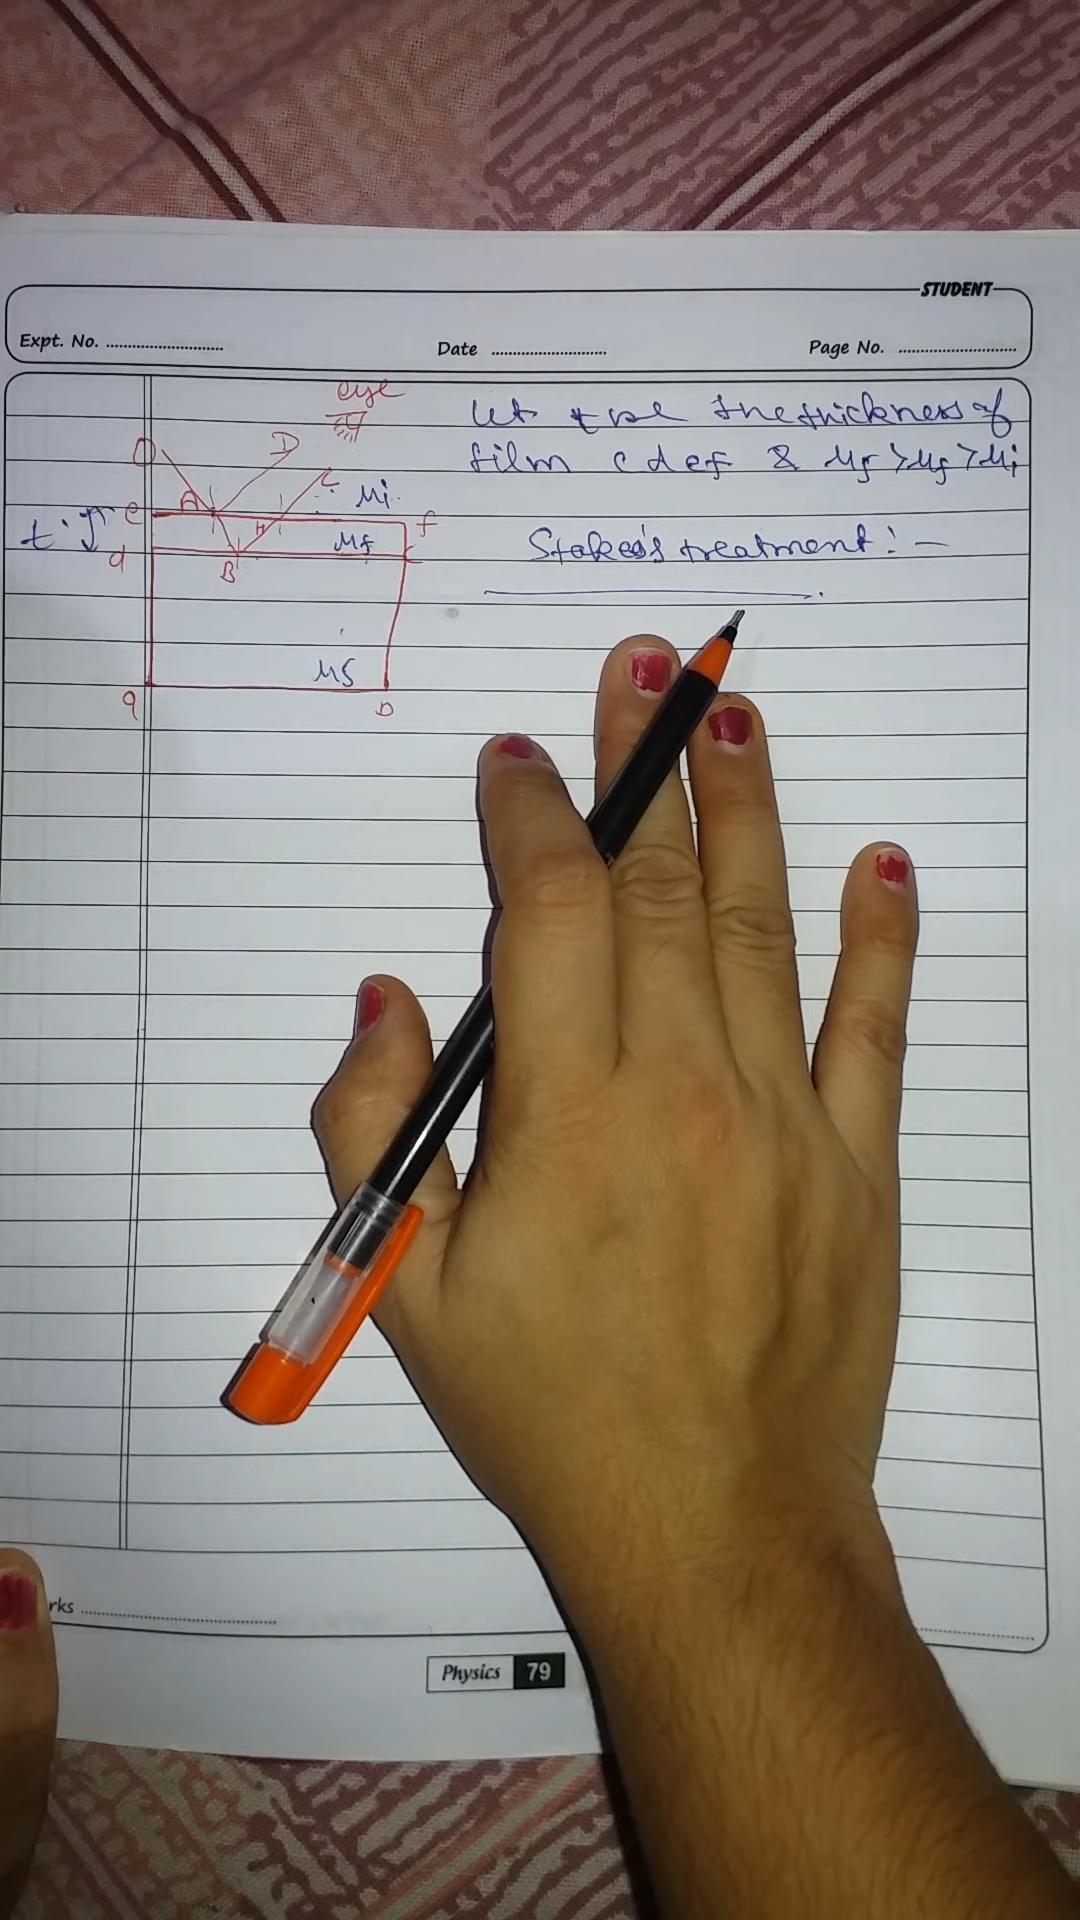 STUDENT
Expt. No. ............................ Date ............................ Page No. ............................
eye
Let t be the thickness of
film cdef & μs >μf >μi
O D C
A H μi
e f
t
d μf
B
Stokes's treatment:-
μs
g D
rks ............................
Physics 79